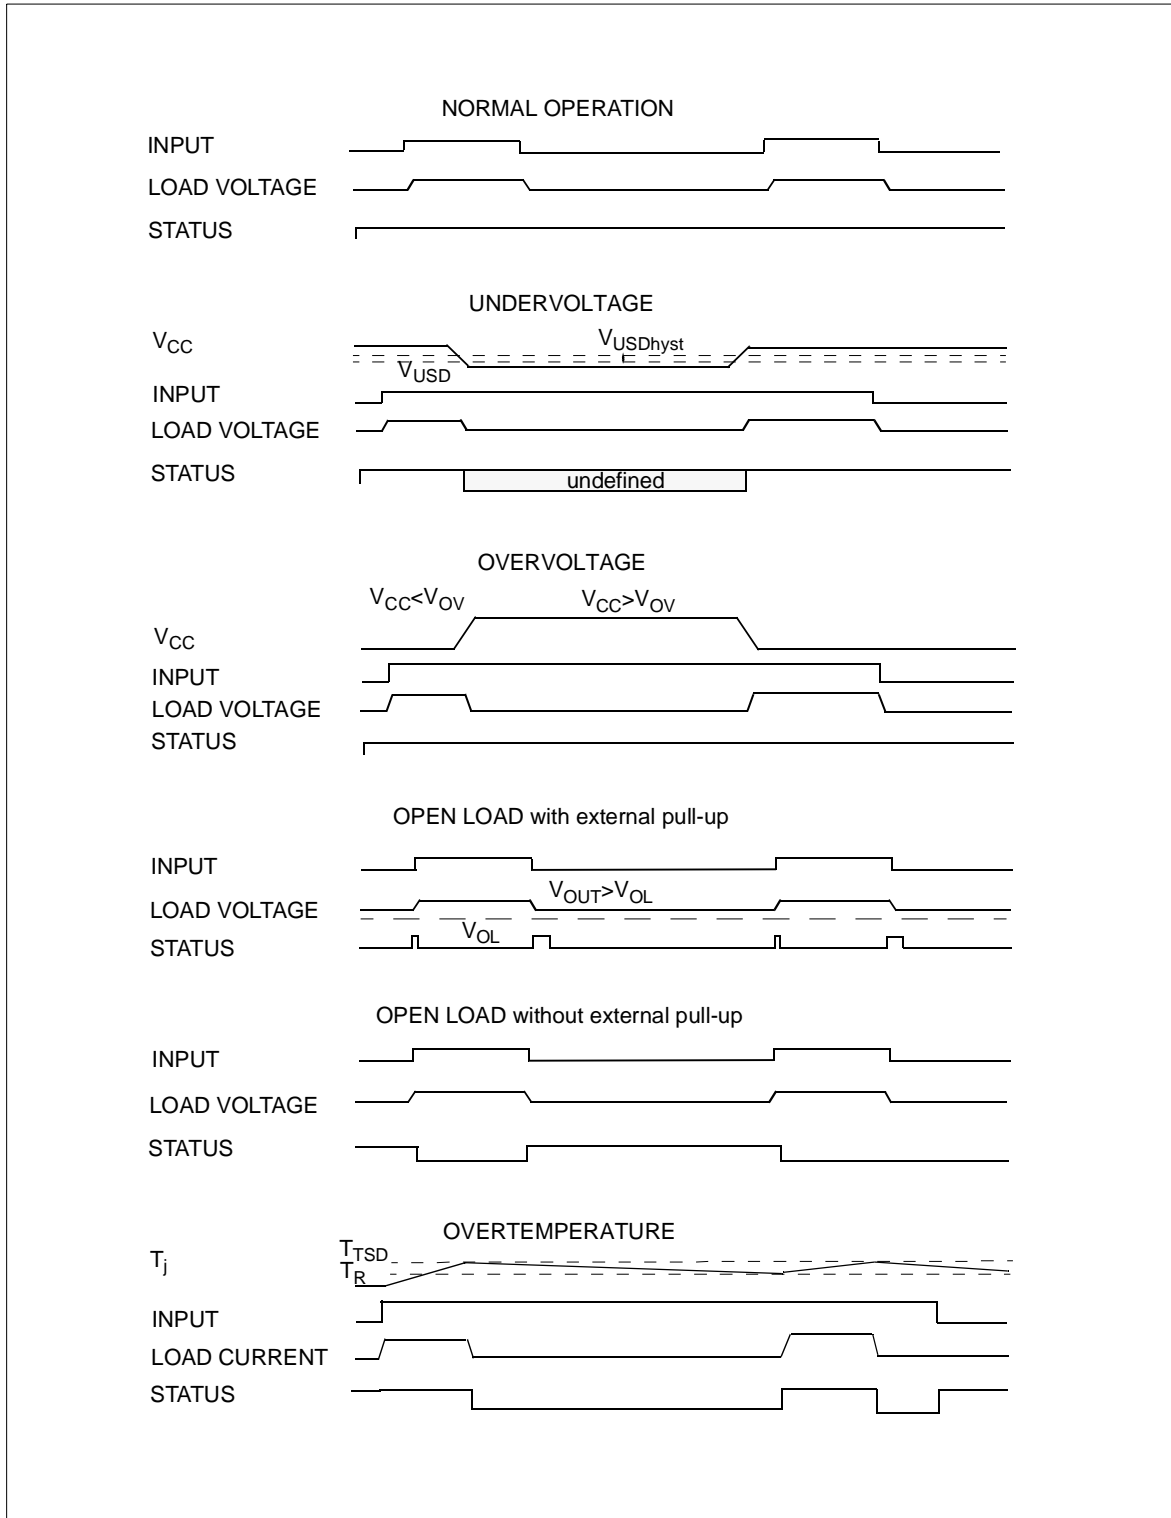 NORMAL OPERATION
INPUT
LOAD VOLTAGE
STATUS
UNDERVOLTAGE
VCC
VUSDhyst
VUSD
INPUT
LOAD VOLTAGE
STATUS
undefined
OVERVOLTAGE
VCC<VOV
VCC>VOV
VCC
INPUT
LOAD VOLTAGE
STATUS
OPEN LOAD with external pull-up
INPUT
VOUT>VOL
LOAD VOLTAGE
VOL
STATUS
OPEN LOAD without external pull-up
INPUT
LOAD VOLTAGE
STATUS
OVERTEMPERATURE
Tj
TTSD
TR
INPUT
LOAD CURRENT
STATUS